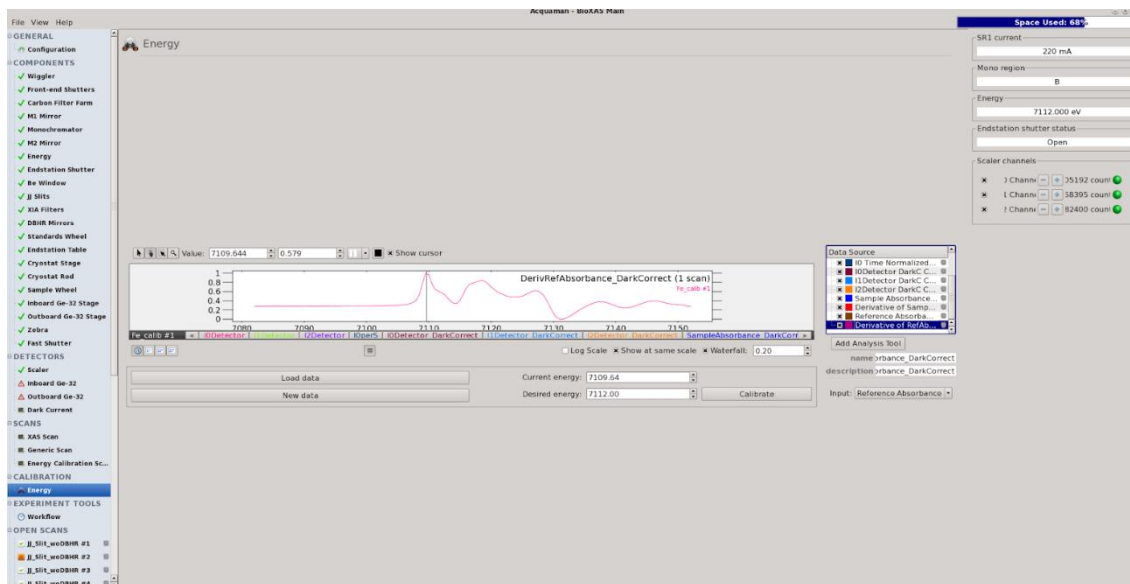 Acquaman - BioXAS Main
File View Help
GENERAL
Configuration
COMPONENTS
Wiggler
Front-end Shutters
Carbon Filter Farm
M1 Mirror
Monochromator
M2 Mirror
Energy
Endstation Shutter
Be Window
JJ Slits
XIA Filters
DBHR Mirrors
Standards Wheel
Endstation Table
Cryostat Stage
Cryostat Rod
Sample Wheel
Inboard Ge-32 Stage
Outboard Ge-32 Stage
Zebra
Fast Shutter
DETECTORS
Scaler
Inboard Ge-32
Outboard Ge-32
Dark Current
SCANS
XAS Scan
Generic Scan
Energy Calibration Sc...
CALIBRATION
Energy
EXPERIMENT TOOLS
Workflow
OPEN SCANS
JJ_Slit_woDBHR #1
JJ_Slit_woDBHR #2
JJ_Slit_woDBHR #3
JJ_Slit_woDBHR #4
Energy
Value: 7109.644 0.579 Show cursor
DerivRefAbsorbance_DarkCorrect (1 scan)
Fe_calib #1
0.8
0.6
0.4
0.2
0
7080 7090 7100 7110 7120 7130 7140 7150
Fe_calib #1 I0Detector I1Detector I2Detector I0perS I0Detector_DarkCorrect I1Detector_DarkCorrect I2Detector_DarkCorrect SampleAbsorbance_DarkCorr
Log Scale Show at same scale Waterfall: 0.20
Load data
New data
Current energy: 7109.64
Desired energy: 7112.00 Calibrate
Data Source
I0 Time Normalized...
I0Detector DarkC C...
I1Detector DarkC C...
I2Detector DarkC C...
Sample Absorbance...
Derivative of Samp...
Reference Absorba...
Derivative of RefAb...
Add Analysis Tool
name orbance_DarkCorrect
description orbance_DarkCorrect
Input: Reference Absorbance
Space Used: 68%
SR1 current
220 mA
Mono region
B
Energy
7112.000 eV
Endstation shutter status
Open
Scaler channels
) Channe 35192 count
L Channe 58395 count
! Channe 82400 count